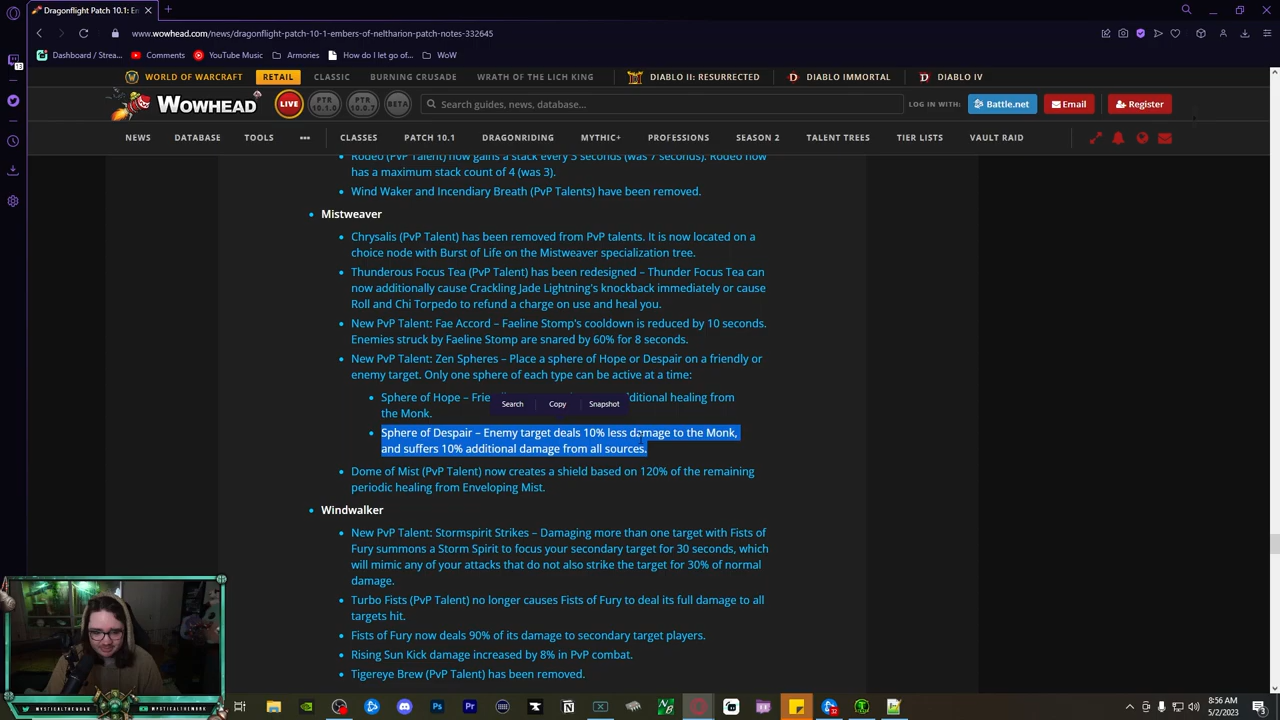 Dragonflight Patch 10.1: En
www.wowhead.com/news/dragonflight-patch-10-1-embers-of-neltharion-patch-notes-332645
Dashboard / Strea...
Comments
YouTube Music
Armories
How do I let go of...
WoW
13
WORLD OF WARCRAFT
RETAIL
CLASSIC
BURNING CRUSADE
WRATH OF THE LICH KING
DIABLO II: RESURRECTED
DIABLO IMMORTAL
DIABLO IV
WOWHEAD
LIVE
PTR 10.1.0
PTR 10.0.7
BETA
Search guides, news, database...
LOG IN WITH:
Battle.net
Email
Register
NEWS
DATABASE
TOOLS
•••
CLASSES
PATCH 10.1
DRAGONRIDING
MYTHIC+
PROFESSIONS
SEASON 2
TALENT TREES
TIER LISTS
VAULT RAID
Rodeo (PvP Talent) now gains a stack every 3 seconds (was 7 seconds). Rodeo now
has a maximum stack count of 4 (was 3).
Wind Waker and Incendiary Breath (PvP Talents) have been removed.
Mistweaver
Chrysalis (PvP Talent) has been removed from PvP talents. It is now located on a
choice node with Burst of Life on the Mistweaver specialization tree.
Thunderous Focus Tea (PvP Talent) has been redesigned – Thunder Focus Tea can
now additionally cause Crackling Jade Lightning's knockback immediately or cause
Roll and Chi Torpedo to refund a charge on use and heal you.
New PvP Talent: Fae Accord – Faeline Stomp's cooldown is reduced by 10 seconds.
Enemies struck by Faeline Stomp are snared by 60% for 8 seconds.
New PvP Talent: Zen Spheres – Place a sphere of Hope or Despair on a friendly or
enemy target. Only one sphere of each type can be active at a time:
Sphere of Hope – Frie ditional healing from
the Monk.
Search
Copy
Snapshot
Sphere of Despair – Enemy target deals 10% less damage to the Monk,
and suffers 10% additional damage from all sources.
Dome of Mist (PvP Talent) now creates a shield based on 120% of the remaining
periodic healing from Enveloping Mist.
Windwalker
New PvP Talent: Stormspirit Strikes – Damaging more than one target with Fists of
Fury summons a Storm Spirit to focus your secondary target for 30 seconds, which
will mimic any of your attacks that do not also strike the target for 30% of normal
damage.
Turbo Fists (PvP Talent) no longer causes Fists of Fury to deal its full damage to all
targets hit.
Fists of Fury now deals 90% of its damage to secondary target players.
Rising Sun Kick damage increased by 8% in PvP combat.
Tigereye Brew (PvP Talent) has been removed.
MYSTICALTHEMONK
MYSTICALTHEMONK
8:56 AM
5/2/2023